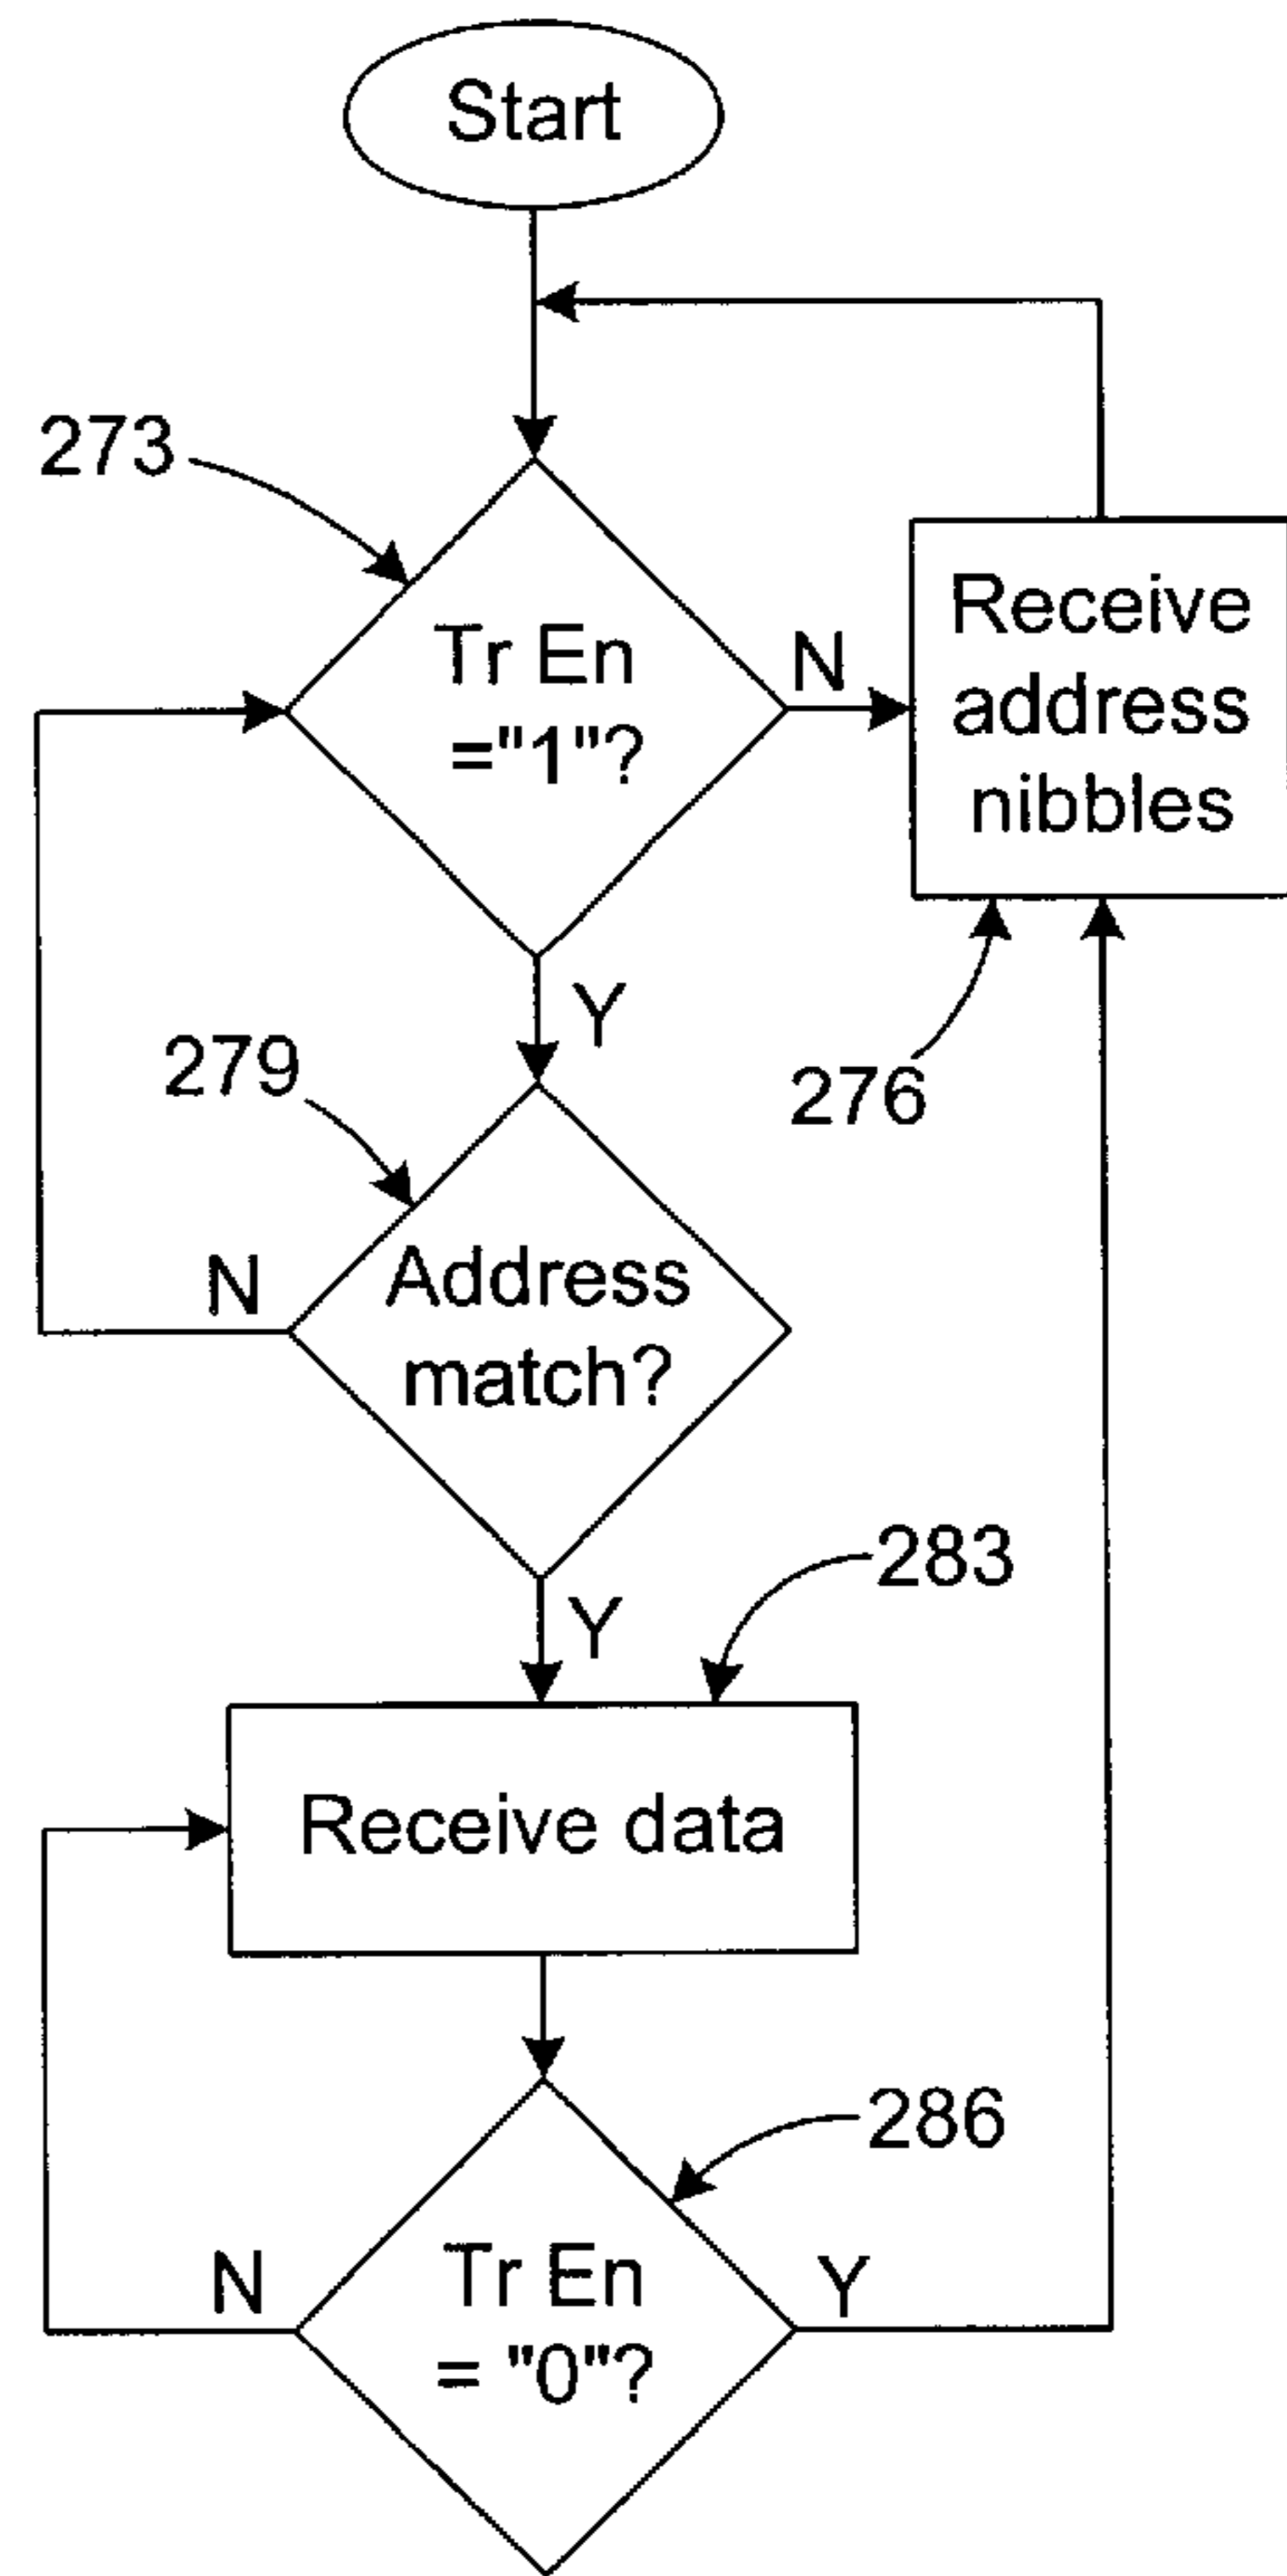 Start
273
Tr En
="1"?
N
Receive
address
nibbles
Y
279
276
N
Address
match?
283
Y
Receive data
286
N
Tr En
= "0"?
Y